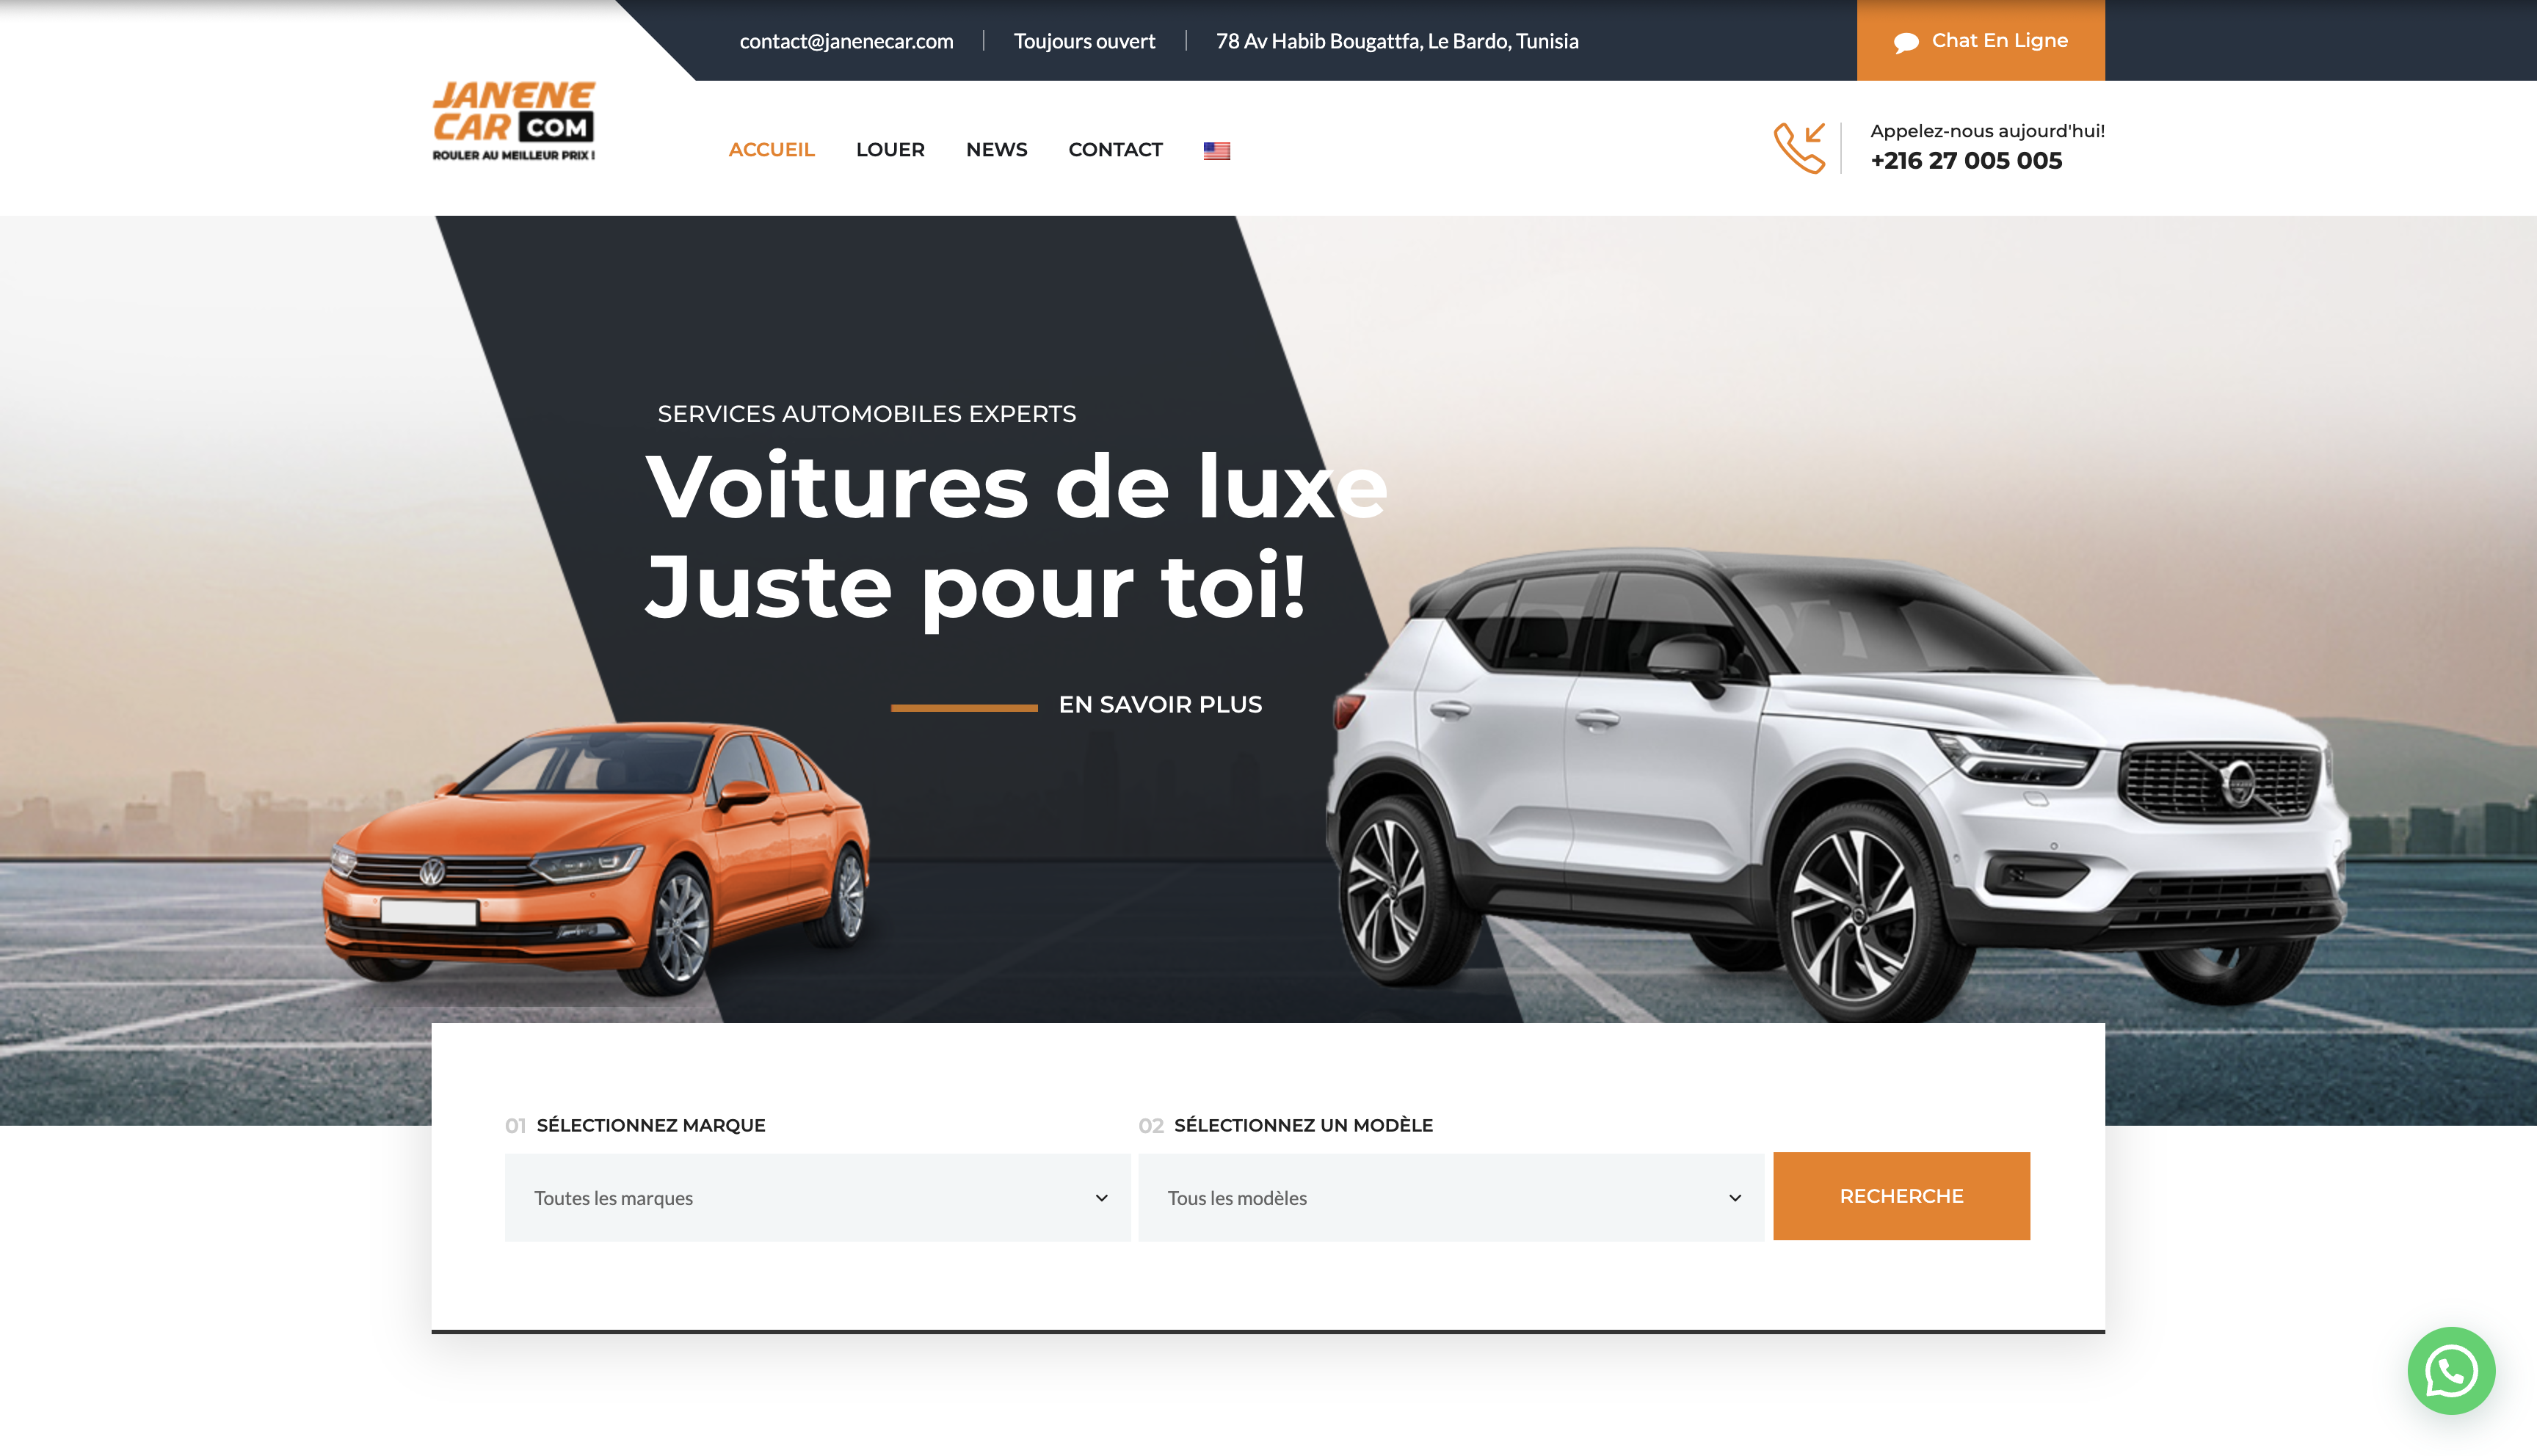 contact@janenecar.com
Toujours ouvert
78 Av Habib Bougattfa, Le Bardo, Tunisia
Chat En Ligne
JANENE
CAR COM
ROULER AU MEILLEUR PRIX !
ACCUEIL
LOUER
NEWS
CONTACT
Appelez-nous aujourd'hui!
+216 27 005 005
SERVICES AUTOMOBILES EXPERTS
Voitures de luxe
Juste pour toi!
EN SAVOIR PLUS
01 SÉLECTIONNEZ MARQUE
02 SÉLECTIONNEZ UN MODÈLE
Toutes les marques
Tous les modèles
RECHERCHE